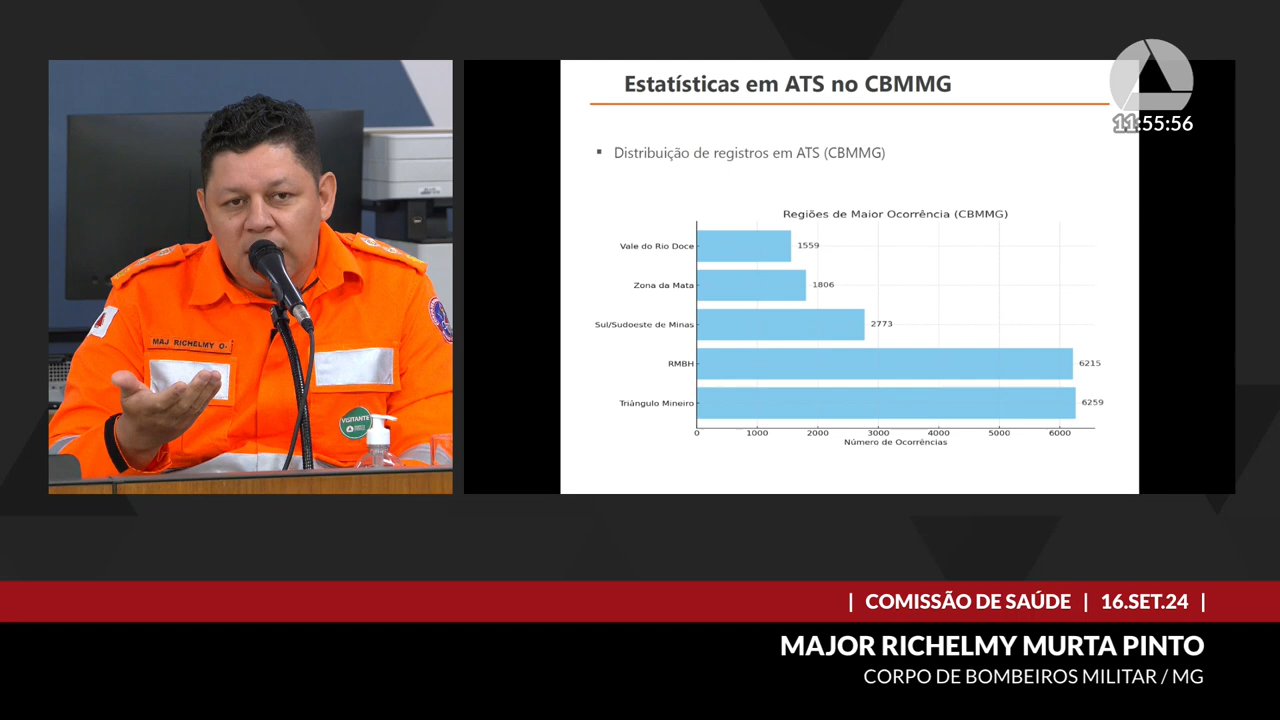 Estatísticas em ATS no CBMMG
11:55:56
▪ Distribuição de registros em ATS (CBMMG)
Regiões de Maior Ocorrência (CBMMG)
Vale do Rio Doce 1559
Zona da Mata 1806
Sul/Sudoeste de Minas 2773
RMBH 6215
Triângulo Mineiro 6259
0 1000 2000 3000 4000 5000 6000
Número de Ocorrências
MAJ RICHELMY O+
VISITANTE
| COMISSÃO DE SAÚDE | 16.SET.24 |
MAJOR RICHELMY MURTA PINTO
CORPO DE BOMBEIROS MILITAR / MG